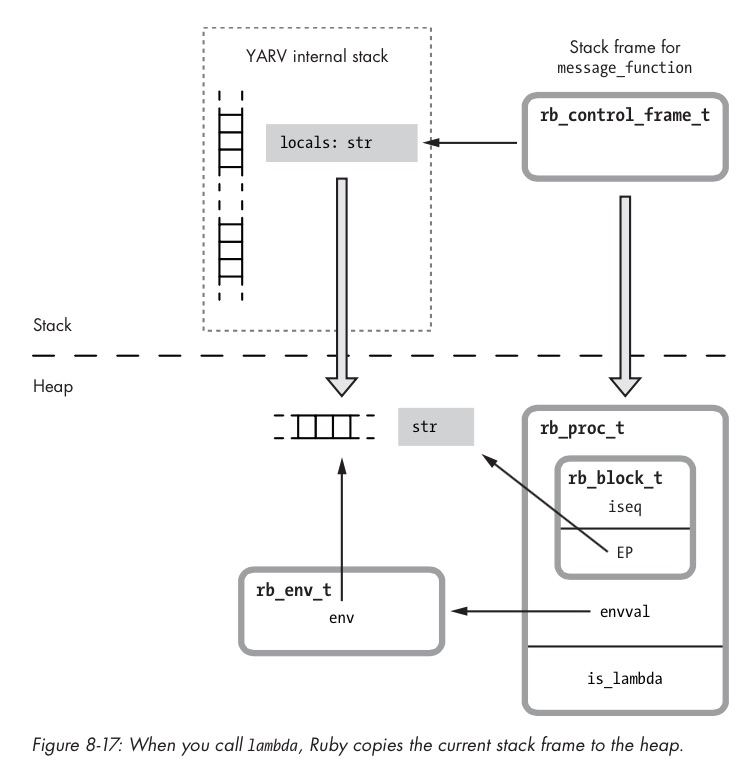 YARV internal stack
Stack frame for
message_function
rb_control_frame_t
locals: str
Stack
Heap
str
rb_proc_t
rb_block_t
iseq
EP
rb_env_t
env
envval
is_lambda
Figure 8-17: When you call lambda, Ruby copies the current stack frame to the heap.